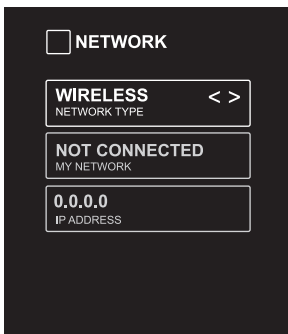 NETWORK
WIRELESS < >
NETWORK TYPE
NOT CONNECTED
MY NETWORK
0.0.0.0
IP ADDRESS